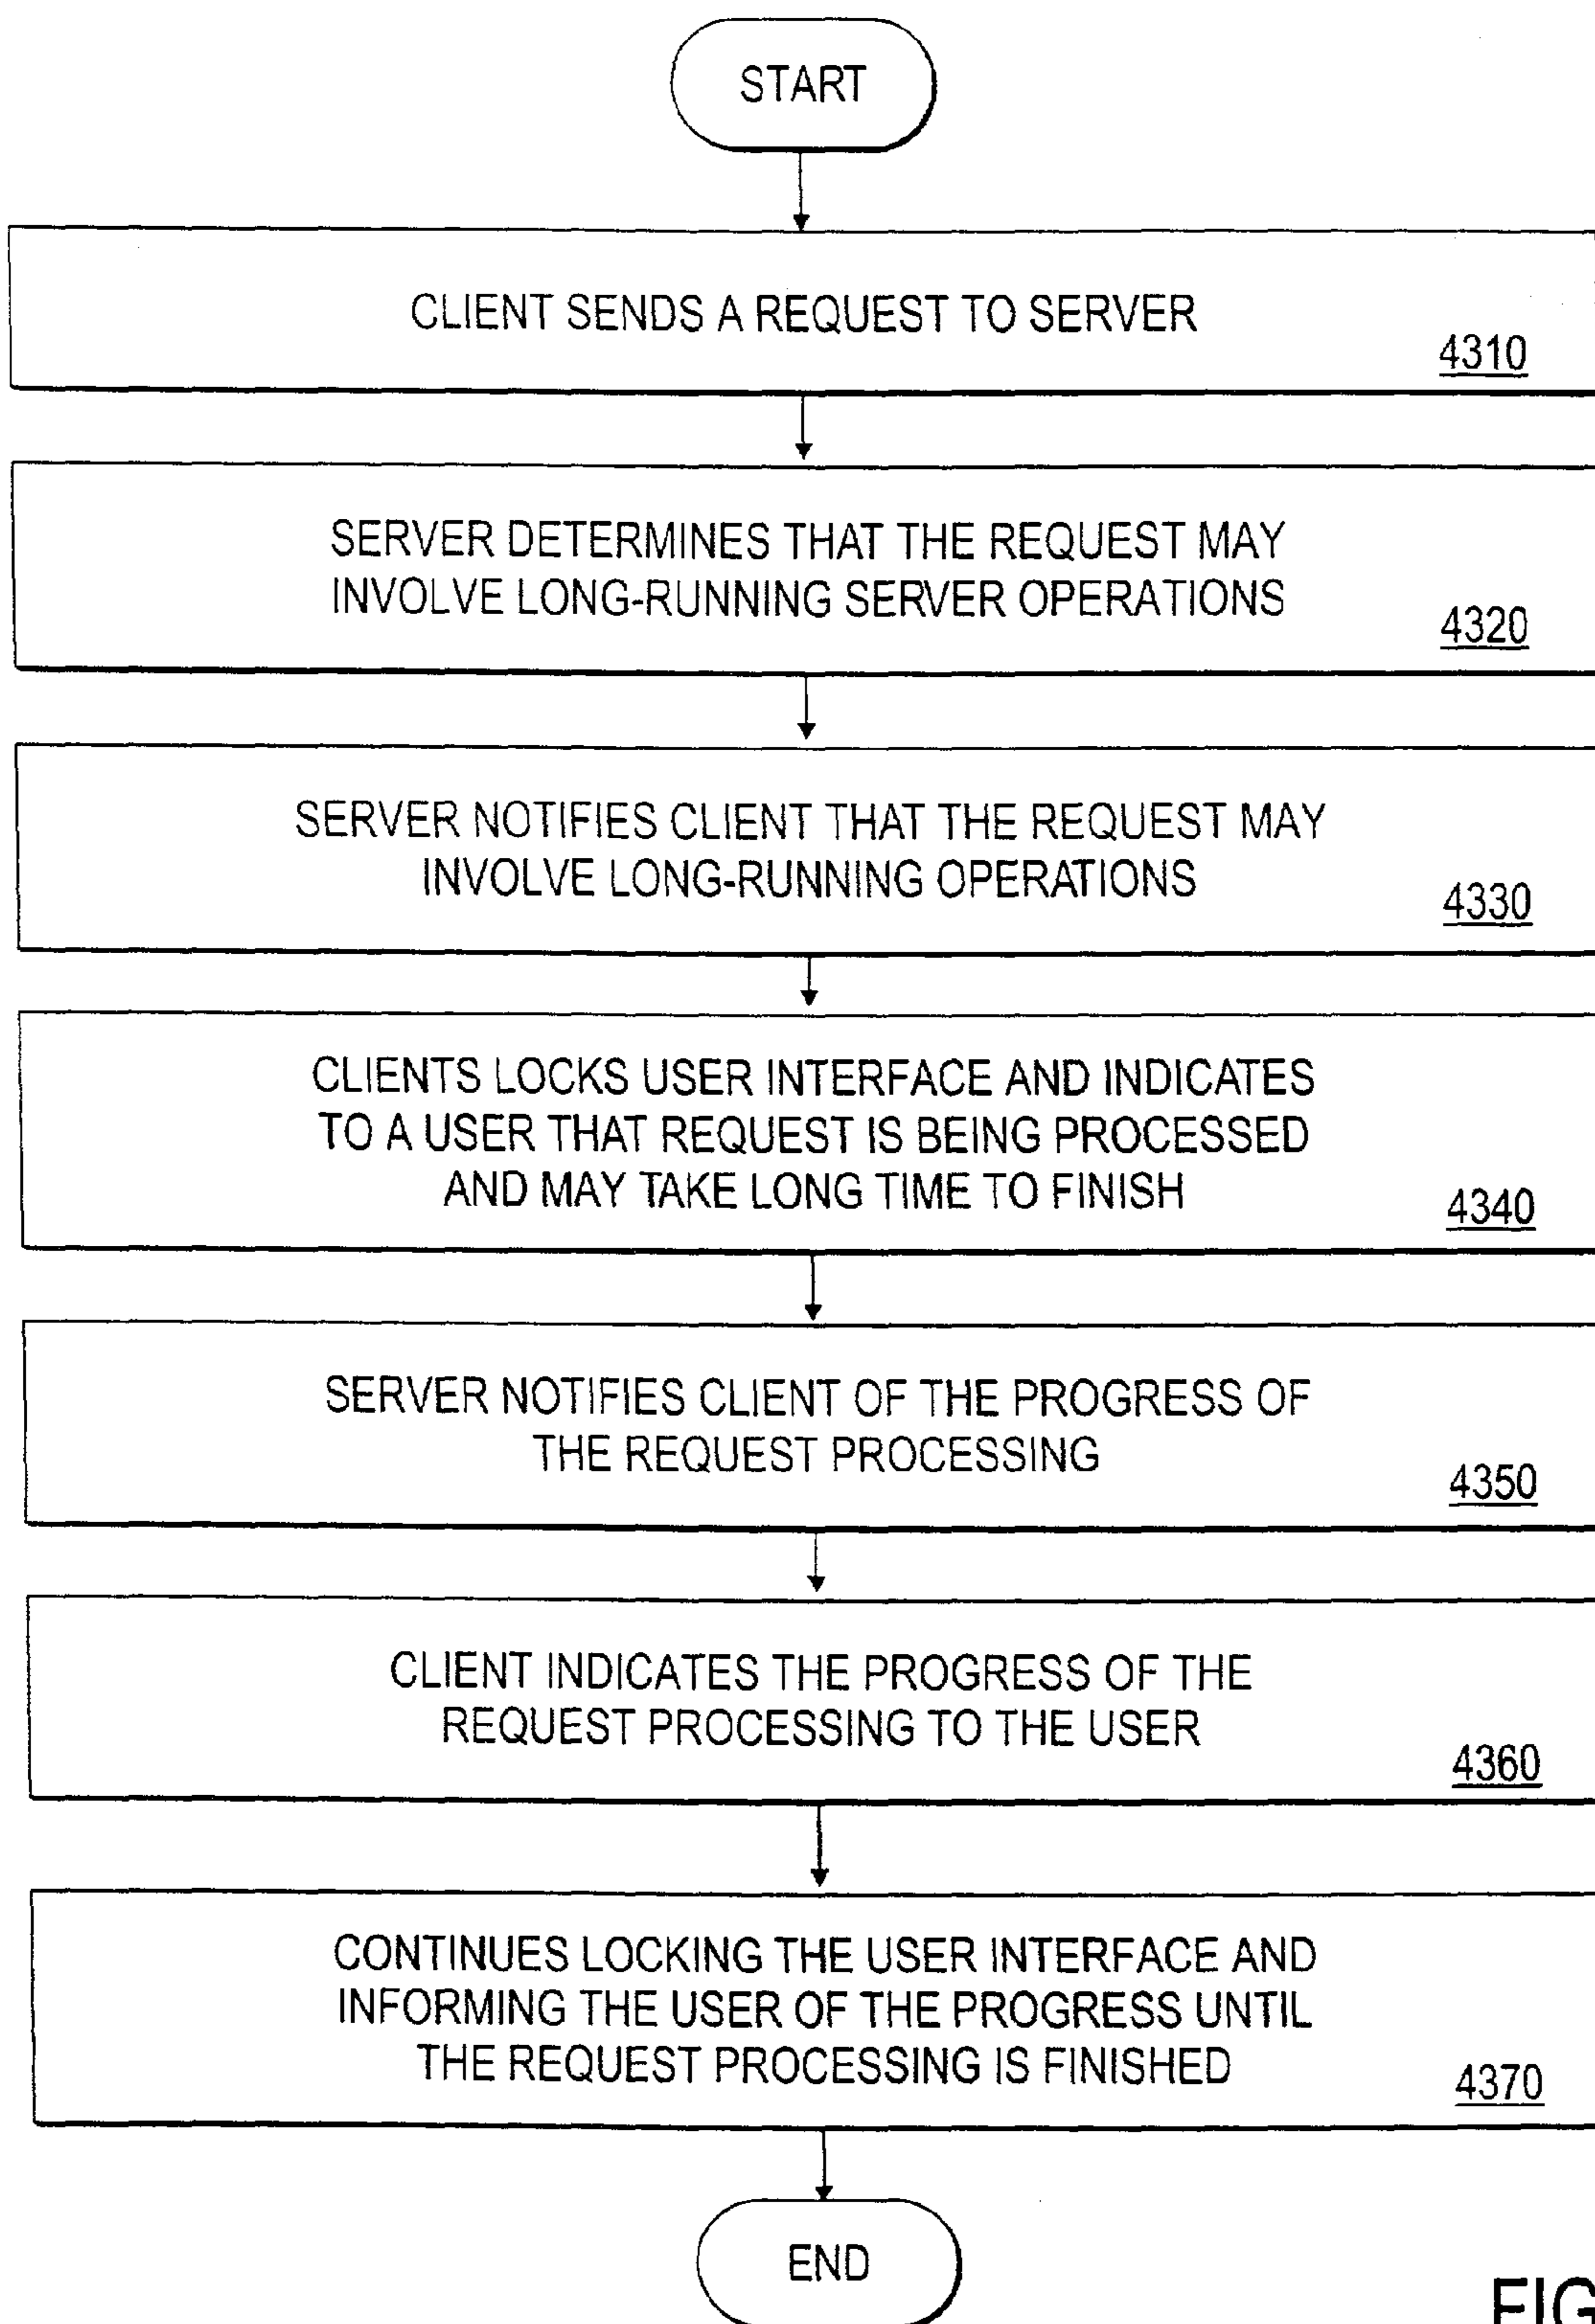 START
CLIENT SENDS A REQUEST TO SERVER
4310
SERVER DETERMINES THAT THE REQUEST MAY
INVOLVE LONG-RUNNING SERVER OPERATIONS
4320
SERVER NOTIFIES CLIENT THAT THE REQUEST MAY
INVOLVE LONG-RUNNING OPERATIONS
4330
CLIENTS LOCKS USER INTERFACE AND INDICATES
TO A USER THAT REQUEST IS BEING PROCESSED
AND MAY TAKE LONG TIME TO FINISH
4340
SERVER NOTIFIES CLIENT OF THE PROGRESS OF
THE REQUEST PROCESSING
4350
CLIENT INDICATES THE PROGRESS OF THE
REQUEST PROCESSING TO THE USER
4360
CONTINUES LOCKING THE USER INTERFACE AND
INFORMING THE USER OF THE PROGRESS UNTIL
THE REQUEST PROCESSING IS FINISHED
4370
END
FIG